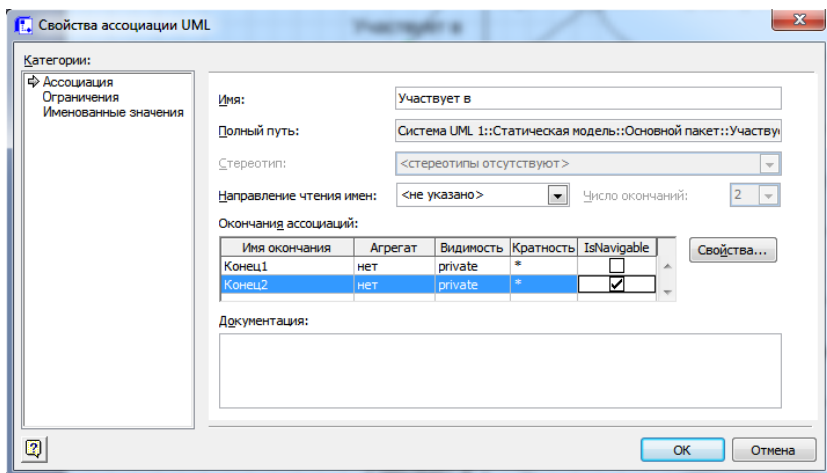 Участвует в
Свойства ассоциации UML
Категории:
Ассоциация
Ограничения
Именованные значения
Имя: Участвует в
Полный путь: Система UML 1::Статическая модель::Основной пакет::Участву
Стереотип: <стереотипы отсутствуют>
Направление чтения имен: <не указано> Число окончаний: 2
Окончания ассоциаций:
Имя окончания Агрегат Видимость Кратность IsNavigable Свойства...
Конец1 нет private *
Конец2 нет private *
Документация:
OK Отмена